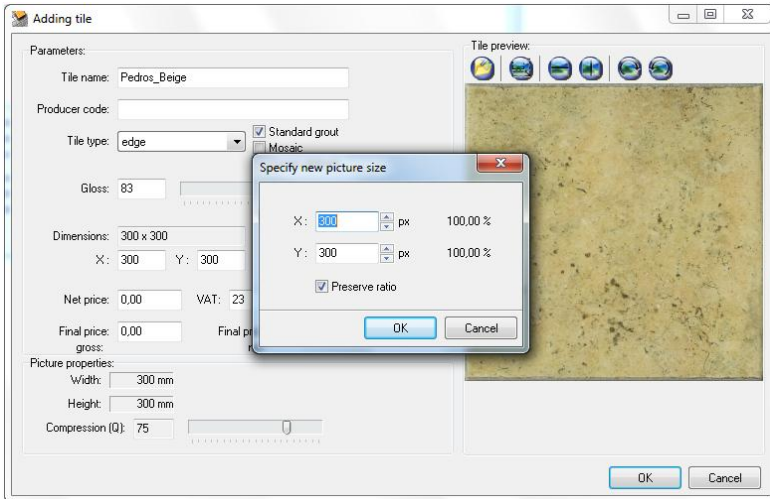 Adding tile
Parameters:
Tile name: Pedros_Beige
Producer code:
Tile type: edge
Standard grout
Mosaic
Gloss: 83
Dimensions: 300 x 300
X: 300 Y: 300
Net price: 0,00 VAT: 23
Final price: 0,00 Final
gross:
Picture properties:
Width: 300 mm
Height: 300 mm
Compression (Q): 75
Specify new picture size
X: 300 px 100,00 %
Y: 300 px 100,00 %
Preserve ratio
OK Cancel
Tile preview:
OK Cancel